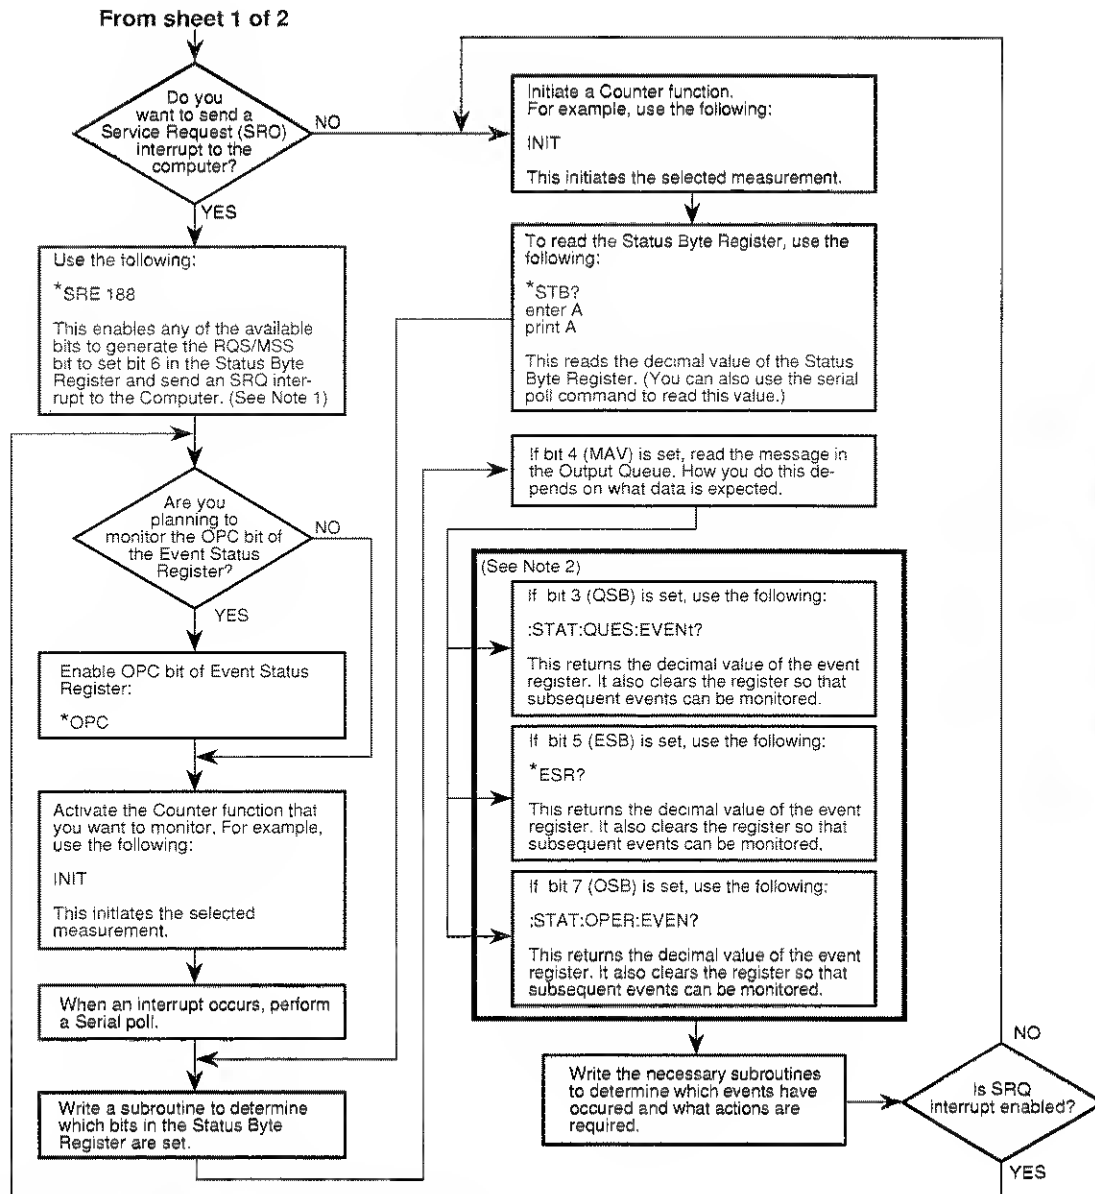 From sheet 1 of 2
Do you
want to send a
Service Request (SRO)
interrupt to the
computer?
NO
YES
Use the following:
*SRE 188
This enables any of the available
bits to generate the RQS/MSS
bit to set bit 6 in the Status Byte
Register and send an SRQ inter-
rupt to the Computer. (See Note 1)
Are you
planning to
monitor the OPC bit of
the Event Status
Register?
NO
YES
Enable OPC bit of Event Status
Register:
*OPC
Activate the Counter function that
you want to monitor. For example,
use the following:
INIT
This initiates the selected
measurement.
When an interrupt occurs, perform
a Serial poll.
Write a subroutine to determine
which bits in the Status Byte
Register are set.
Initiate a Counter function.
For example, use the following:
INIT
This initiates the selected measurement.
To read the Status Byte Register, use the
following:
*STB?
enter A
print A
This reads the decimal value of the Status
Byte Register. (You can also use the serial
poll command to read this value.)
If bit 4 (MAV) is set, read the message in
the Output Queue. How you do this de-
pends on what data is expected.
(See Note 2)
If bit 3 (QSB) is set, use the following:
:STAT:QUES:EVENt?
This returns the decimal value of the event
register. It also clears the register so that
subsequent events can be monitored.
If bit 5 (ESB) is set, use the following:
*ESR?
This returns the decimal value of the event
register. It also clears the register so that
subsequent events can be monitored.
If bit 7 (OSB) is set, use the following:
:STAT:OPER:EVEN?
This returns the decimal value of the event
register. It also clears the register so that
subsequent events can be monitored.
Write the necessary subroutines
to determine which events have
occured and what actions are
required.
NO
Is SRQ
interrupt enabled?
YES